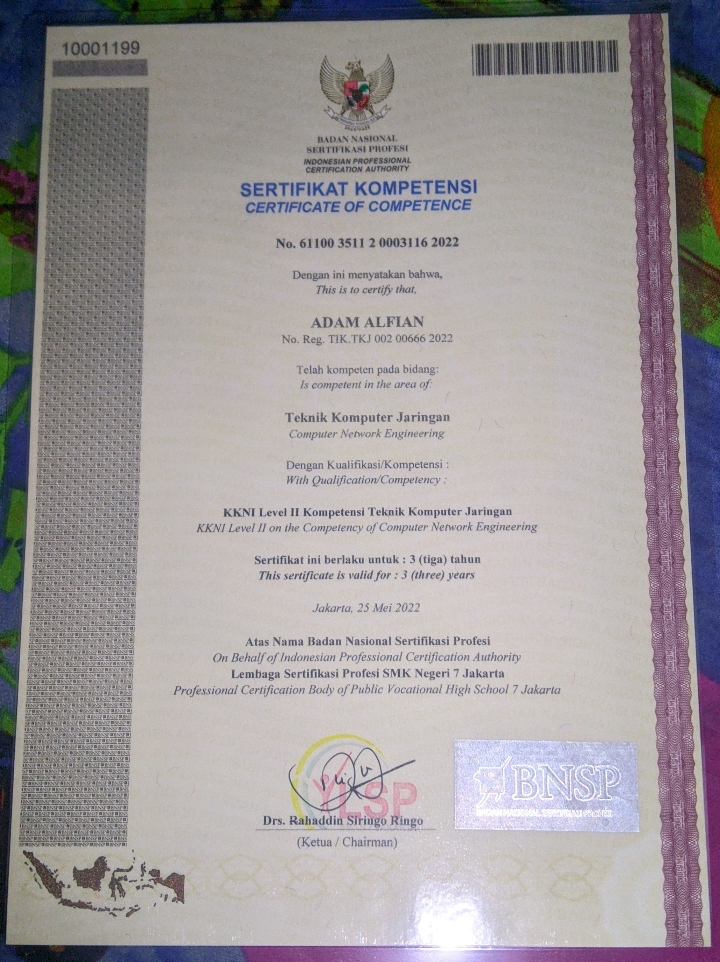 10001199
BADAN NASIONAL
SERTIFIKASI PROFESI
INDONESIAN PROFESSIONAL
CERTIFICATION AUTHORITY
SERTIFIKAT KOMPETENSI
CERTIFICATE OF COMPETENCE
No. 61100 3511 2 0003116 2022
Dengan ini menyatakan bahwa,
This is to certify that,
ADAM ALFIAN
No. Reg. TIK.TKJ 002 00666 2022
Telah kompeten pada bidang:
Is competent in the area of:
Teknik Komputer Jaringan
Computer Network Engineering
Dengan Kualifikasi/Kompetensi :
With Qualification/Competency :
KKNI Level II Kompetensi Teknik Komputer Jaringan
KKNI Level II on the Competency of Computer Network Engineering
Sertifikat ini berlaku untuk : 3 (tiga) tahun
This sertificate is valid for : 3 (three) years
Jakarta, 25 Mei 2022
Atas Nama Badan Nasional Sertifikasi Profesi
On Behalf of Indonesian Professional Certification Authority
Lembaga Sertifikasi Profesi SMK Negeri 7 Jakarta
Professional Certification Body of Public Vocational High School 7 Jakarta
LSP
BNSP
BADAN NASIONAL SERTIFIKASI PROFESI
Drs. Rahaddin Siringo Ringo
(Ketua / Chairman)